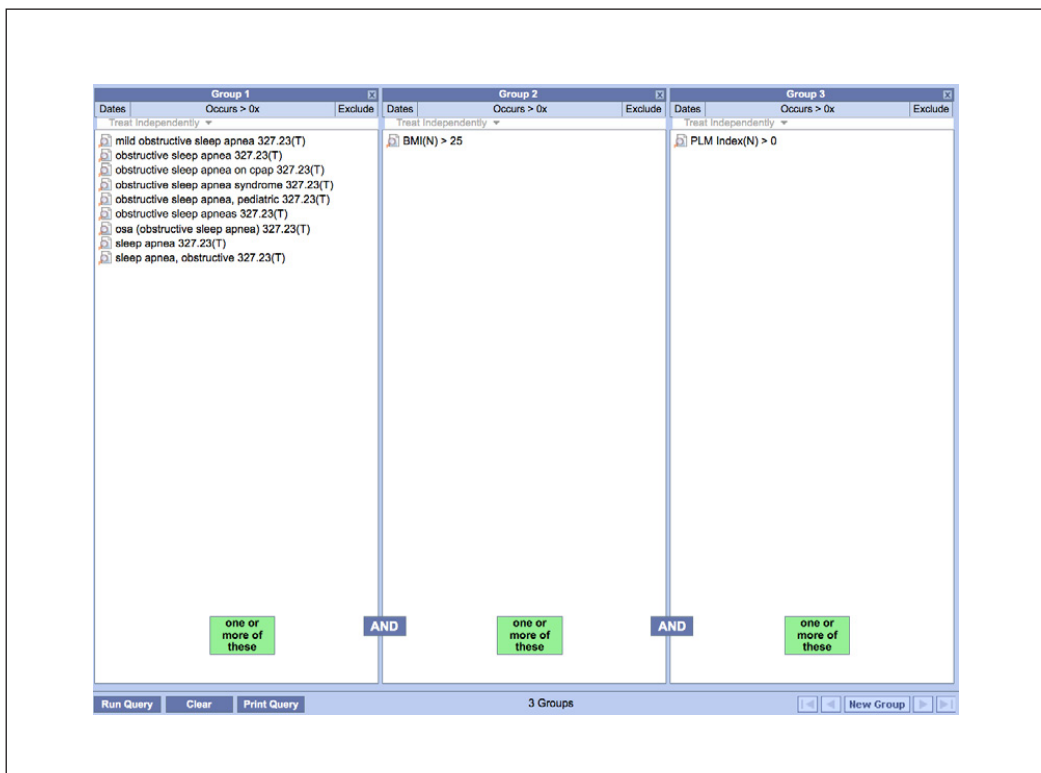 Group 1
Dates Occurs > 0x Exclude
Treat Independently
mild obstructive sleep apnea 327.23(T)
obstructive sleep apnea 327.23(T)
obstructive sleep apnea on cpap 327.23(T)
obstructive sleep apnea syndrome 327.23(T)
obstructive sleep apnea, pediatric 327.23(T)
obstructive sleep apneas 327.23(T)
osa (obstructive sleep apnea) 327.23(T)
sleep apnea 327.23(T)
sleep apnea, obstructive 327.23(T)
one or
more of
these
AND
Group 2
Dates Occurs > 0x Exclude
Treat Independently
BMI(N) > 25
one or
more of
these
AND
Group 3
Dates Occurs > 0x Exclude
Treat Independently
PLM Index(N) > 0
one or
more of
these
Run Query Clear Print Query 3 Groups New Group